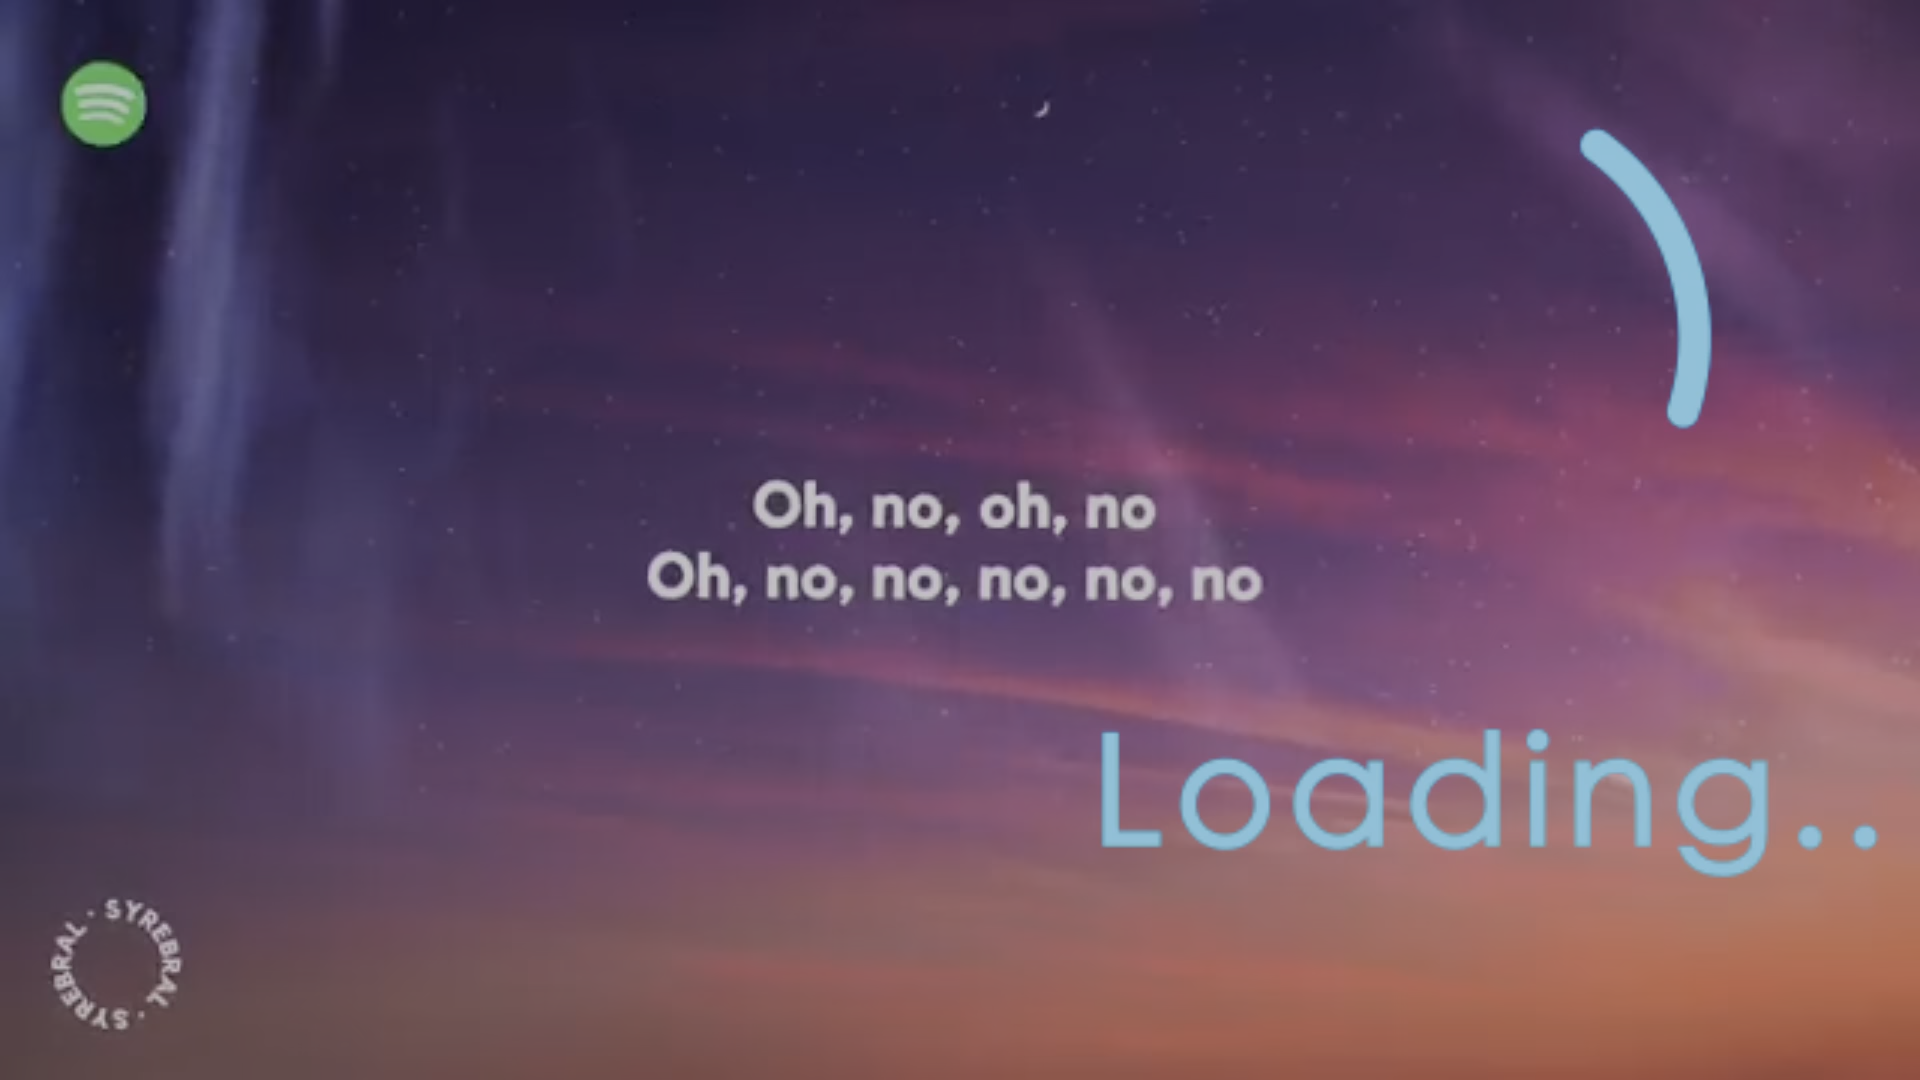 Oh, no, oh, no
Oh, no, no, no, no, no
Loading..
SYREBRAL · SYREBRAL ·